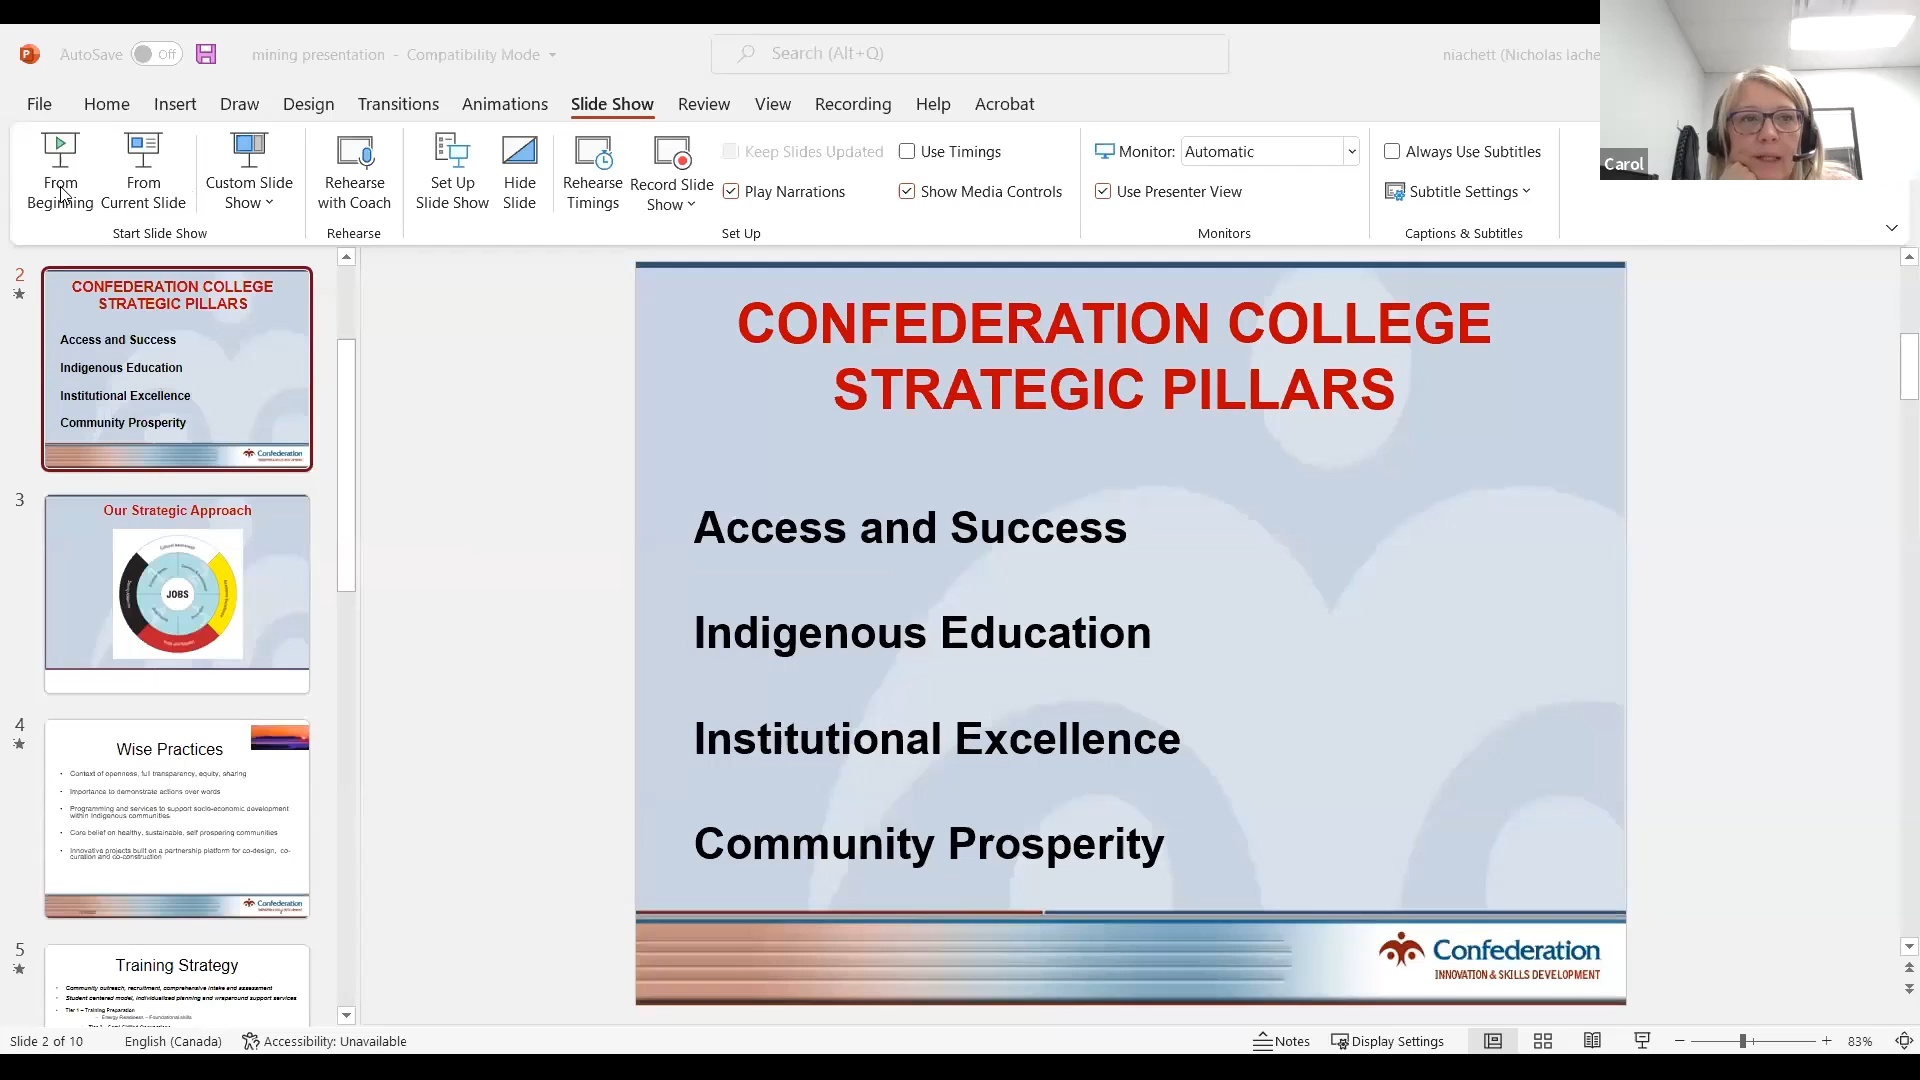 AutoSave Off mining presentation - Compatibility Mode Search (Alt+Q) niachett (Nicholas Iache
File Home Insert Draw Design Transitions Animations Slide Show Review View Recording Help Acrobat
From Beginning
From Current Slide
Custom Slide Show
Rehearse with Coach
Set Up Slide Show
Hide Slide
Rehearse Timings
Record Slide Show
Keep Slides Updated
Use Timings
Play Narrations
Show Media Controls
Monitor: Automatic
Use Presenter View
Always Use Subtitles
Subtitle Settings
Start Slide Show Rehearse Set Up Monitors Captions & Subtitles
Carol
2
CONFEDERATION COLLEGE
STRATEGIC PILLARS
Access and Success
Indigenous Education
Institutional Excellence
Community Prosperity
Confederation
3
Our Strategic Approach
JOBS
4
Wise Practices
Context of openness, full transparency, equity, sharing
Importance to demonstrate actions over words
Programming and services to support socio-economic development
within Indigenous communities.
Core belief on healthy, sustainable, self prospering communities
Innovative projects built on a partnership platform for co-design, co-
curation and co-construction
Confederation
5
Training Strategy
Community outreach, recruitment, comprehensive intake and assessment
Student centered model, individualized planning and wraparound support services
Tier 1 – Training Preparation
Energy Readiness – Foundational skills
CONFEDERATION COLLEGE
STRATEGIC PILLARS
Access and Success
Indigenous Education
Institutional Excellence
Community Prosperity
Confederation
INNOVATION & SKILLS DEVELOPMENT
Slide 2 of 10 English (Canada) Accessibility: Unavailable Notes Display Settings 83%